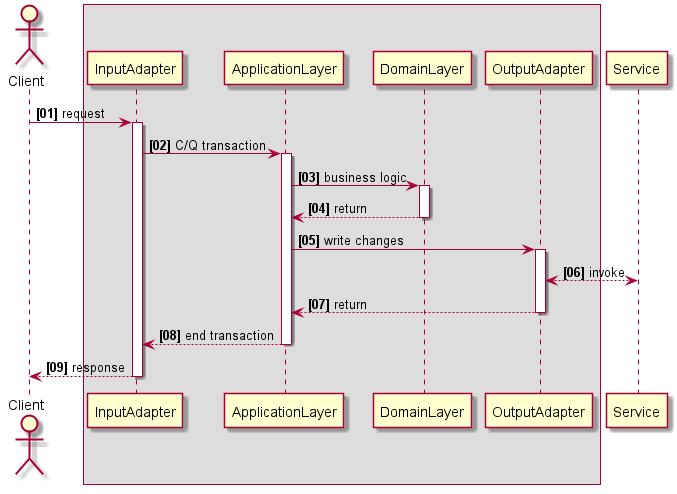 Client
InputAdapter
ApplicationLayer
DomainLayer
OutputAdapter
Service
[01] request
[02] C/Q transaction
[03] business logic
[04] return
[05] write changes
[06] invoke
[07] return
[08] end transaction
[09] response
Client
InputAdapter
ApplicationLayer
DomainLayer
OutputAdapter
Service